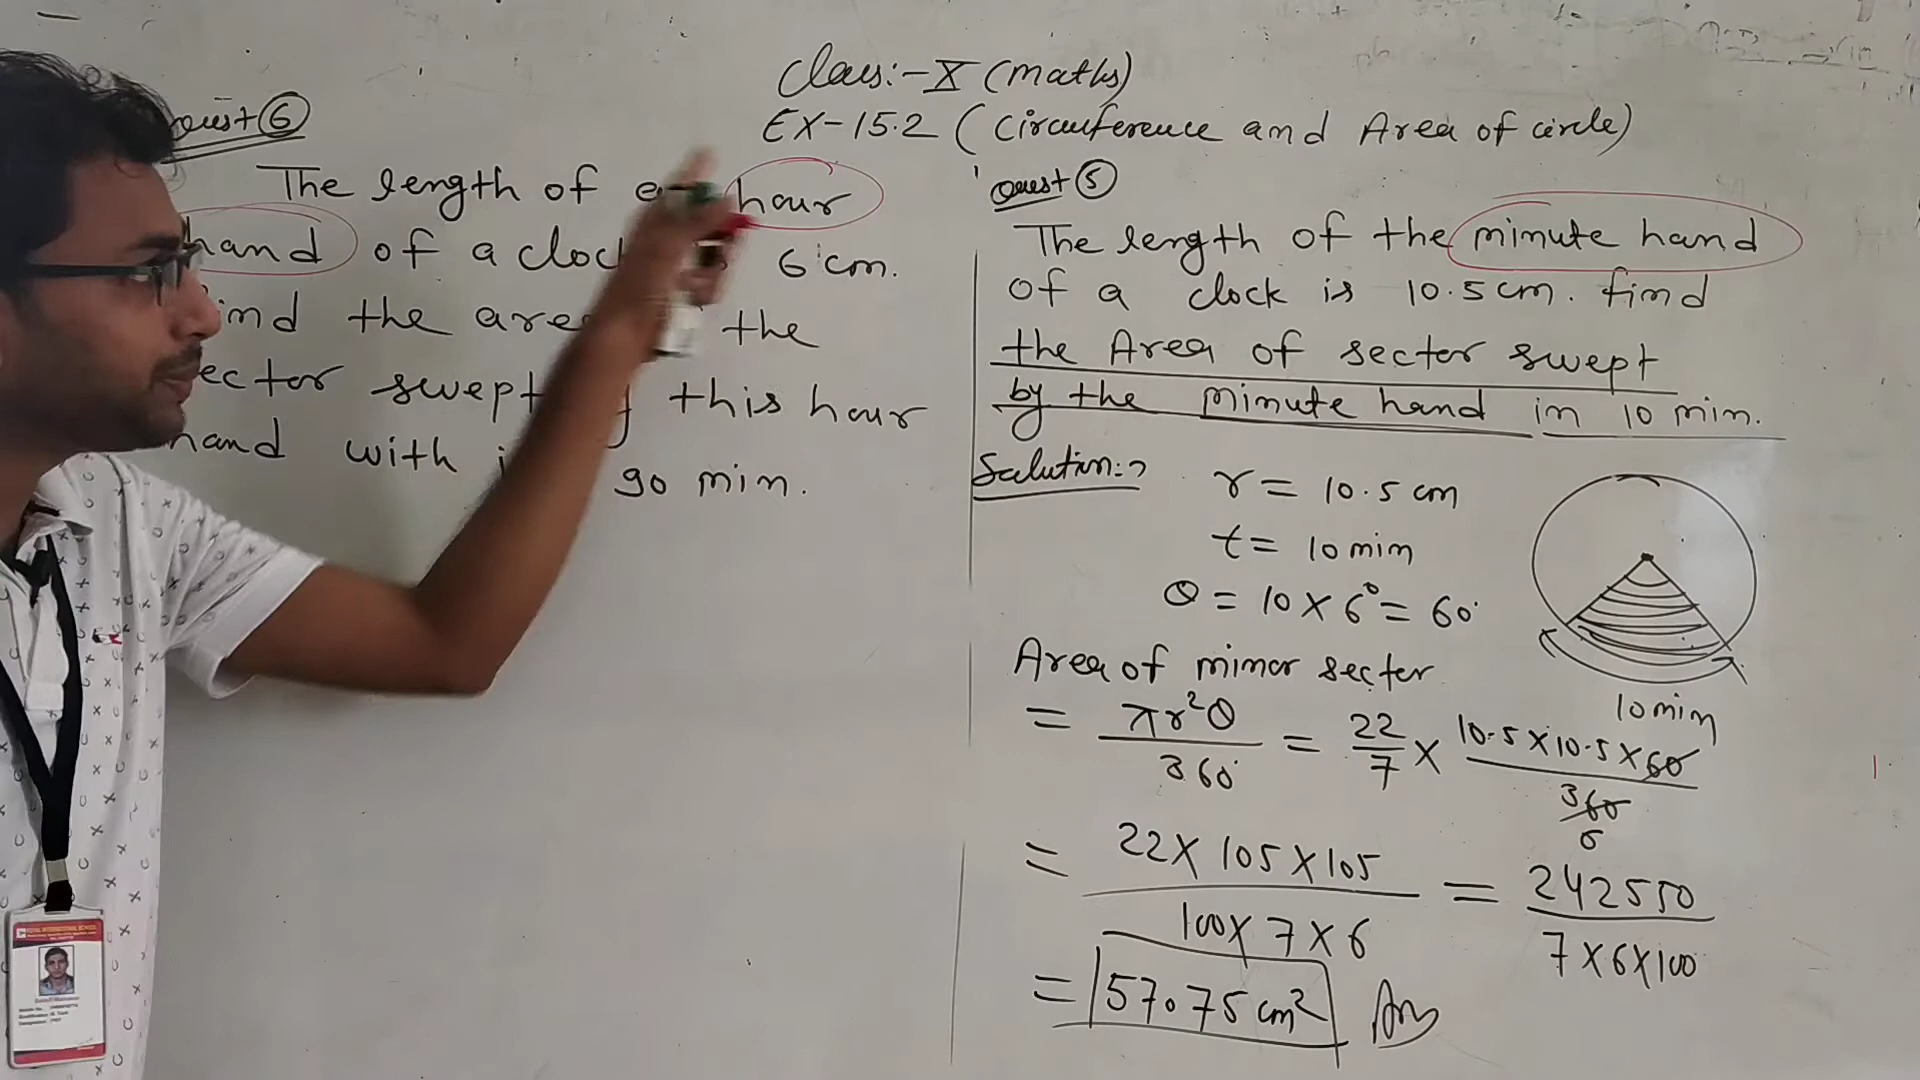 Class:- X (maths)
EX-15.2 (Circumference and Area of circle)
Quest 6
The length of a hour
hand of a clock 6 cm.
find the area the
sector swept this hour
hand with 90 min.
Quest 5
The length of the minute hand
of a clock is 10.5 cm. find
the Area of sector swept
by the minute hand in 10 min.
Solution:→
r = 10.5 cm
t = 10 min
θ = 10 × 6° = 60°
10 min
Area of minor sector
= πr²θ/360° = 22/7 × 10.5 × 10.5 × 60/360
6
= 22 × 105 × 105/100 × 7 × 6 = 242550/7 × 6 × 100
= 57.75 cm² Ans